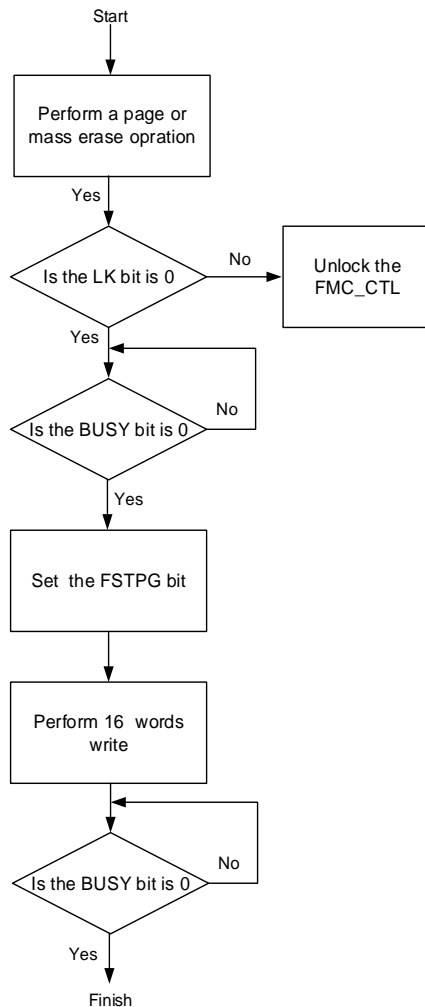 Start
Perform a page or
mass erase opration
Yes
Is the LK bit is 0
No
Unlock the
FMC_CTL
Yes
Is the BUSY bit is 0
No
Yes
Set the FSTPG bit
Perform 16 words
write
Is the BUSY bit is 0
No
Yes
Finish